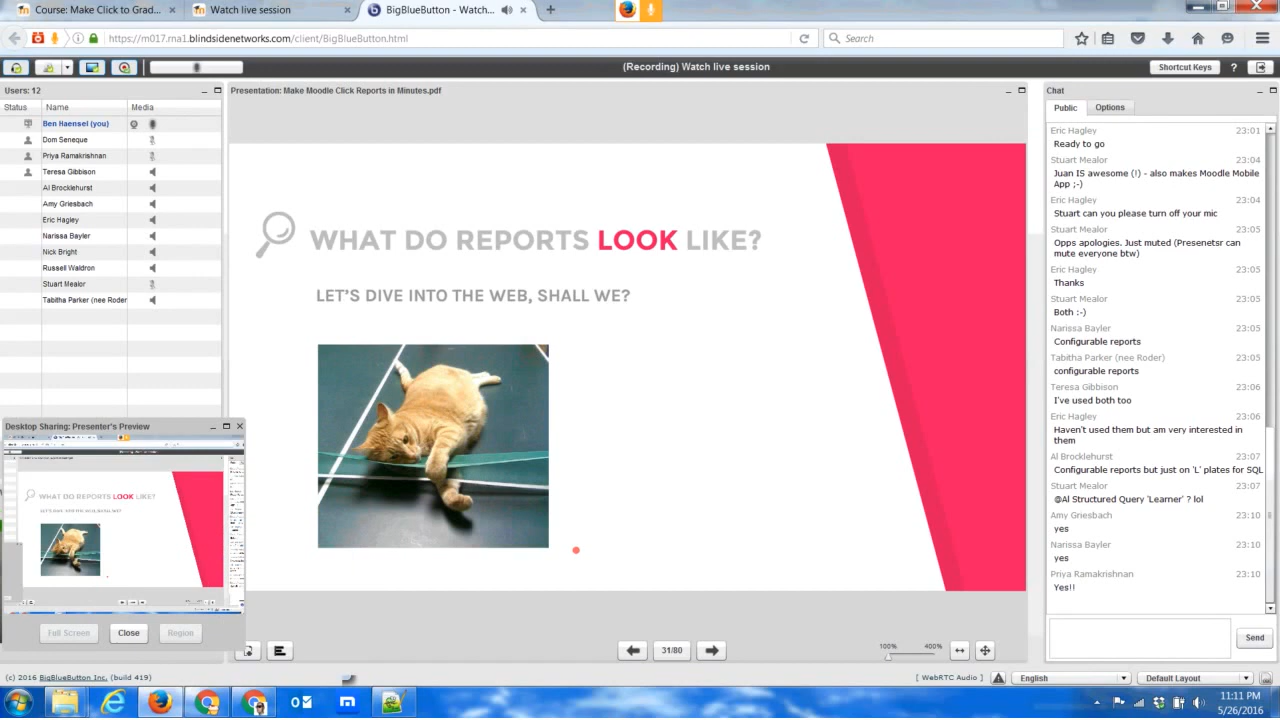 Course: Make Click to Grad...
Watch live session
BigBlueButton - Watch...
https://m017.rna1.blindsidenetworks.com/client/BigBlueButton.html
Search
(Recording) Watch live session
Shortcut Keys
?
Users: 12
Status Name Media
Ben Haensel (you)
Dom Seneque
Priya Ramakrishnan
Teresa Gibbison
Al Brocklehurst
Amy Griesbach
Eric Hagley
Narissa Bayler
Nick Bright
Russell Waldron
Stuart Mealor
Tabitha Parker (nee Roder
Desktop Sharing: Presenter's Preview
WHAT DO REPORTS LOOK LIKE?
Full Screen
Close
Region
Presentation: Make Moodle Click Reports in Minutes.pdf
WHAT DO REPORTS LOOK LIKE?
LET'S DIVE INTO THE WEB, SHALL WE?
31/80
100%
400%
Chat
Public
Options
Eric Hagley 23:01
Ready to go
Stuart Mealor 23:04
Juan IS awesome (!) - also makes Moodle Mobile
App ;-)
Eric Hagley 23:04
Stuart can you please turn off your mic
Stuart Mealor 23:05
Opps apologies. Just muted (Presenetsr can
mute everyone btw)
Eric Hagley 23:05
Thanks
Stuart Mealor 23:05
Both :-)
Narissa Bayler 23:05
Configurable reports
Tabitha Parker (nee Roder) 23:05
configurable reports
Teresa Gibbison 23:06
I've used both too
Eric Hagley 23:06
Haven't used them but am very interested in
them
Al Brocklehurst 23:07
Configurable reports but just on 'L' plates for SQL
Stuart Mealor 23:07
@Al Structured Query 'Learner' ? lol
Amy Griesbach 23:10
yes
Narissa Bayler 23:10
yes
Priya Ramakrishnan 23:10
Yes!!
Send
(c) 2016 BigBlueButton Inc. (build 419)
[ WebRTC Audio ]
English
Default Layout
11:11 PM
5/26/2016